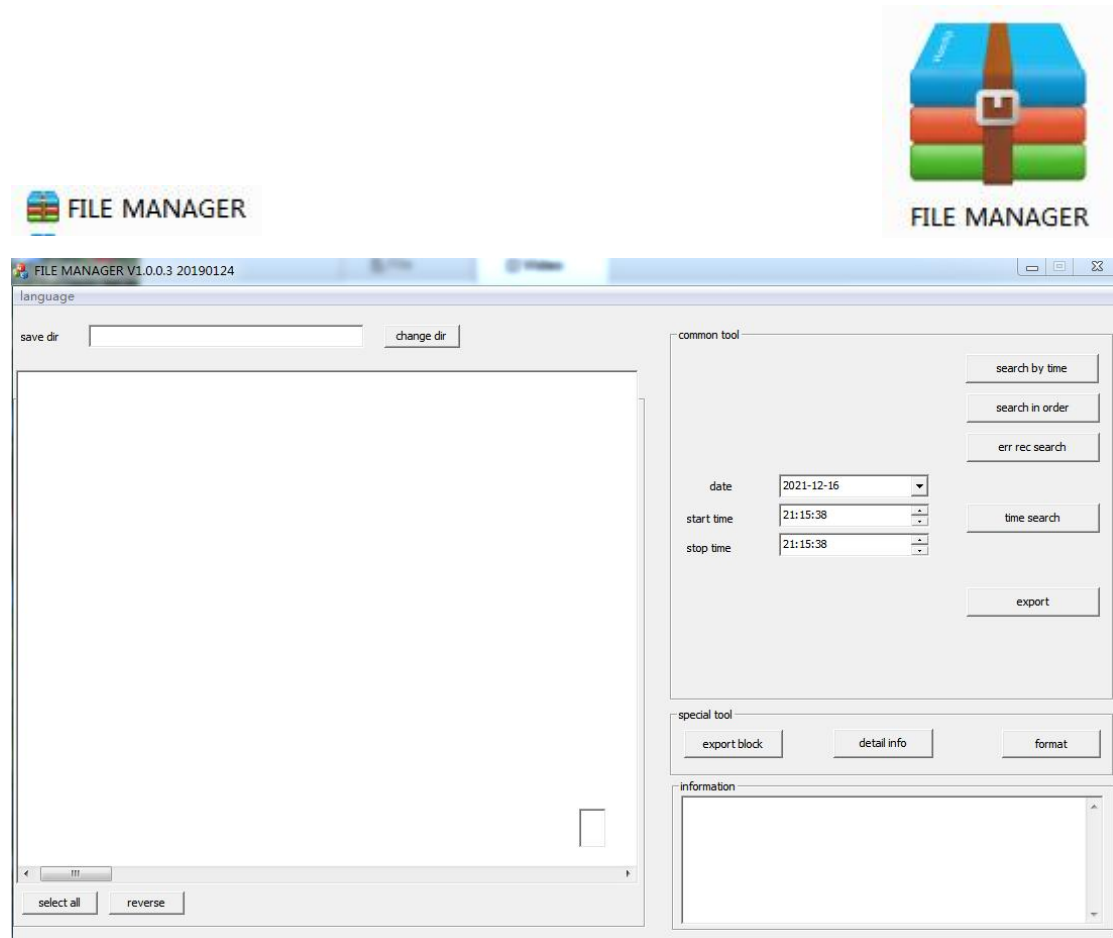 FILE MANAGER
FILE MANAGER
FILE MANAGER V1.0.0.3 20190124
language
save dir
change dir
common tool
search by time
search in order
err rec search
date
2021-12-16
start time
21:15:38
time search
stop time
21:15:38
export
special tool
export block
detail info
format
information
select all
reverse